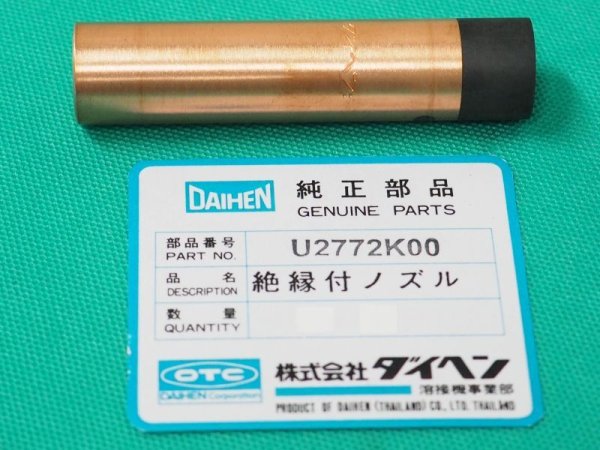 DAIHEN 純正部品
GENUINE PARTS
部品番号 U2772K00
PART NO.
品名 絶縁付ノズル
DESCRIPTION
数量
QUANTITY
OTC 株式会社 ダイヘン
DAIHEN Corporation 溶接機事業部
PRODUCT OF DAIHEN (THAILAND) CO., LTD. THAILAND